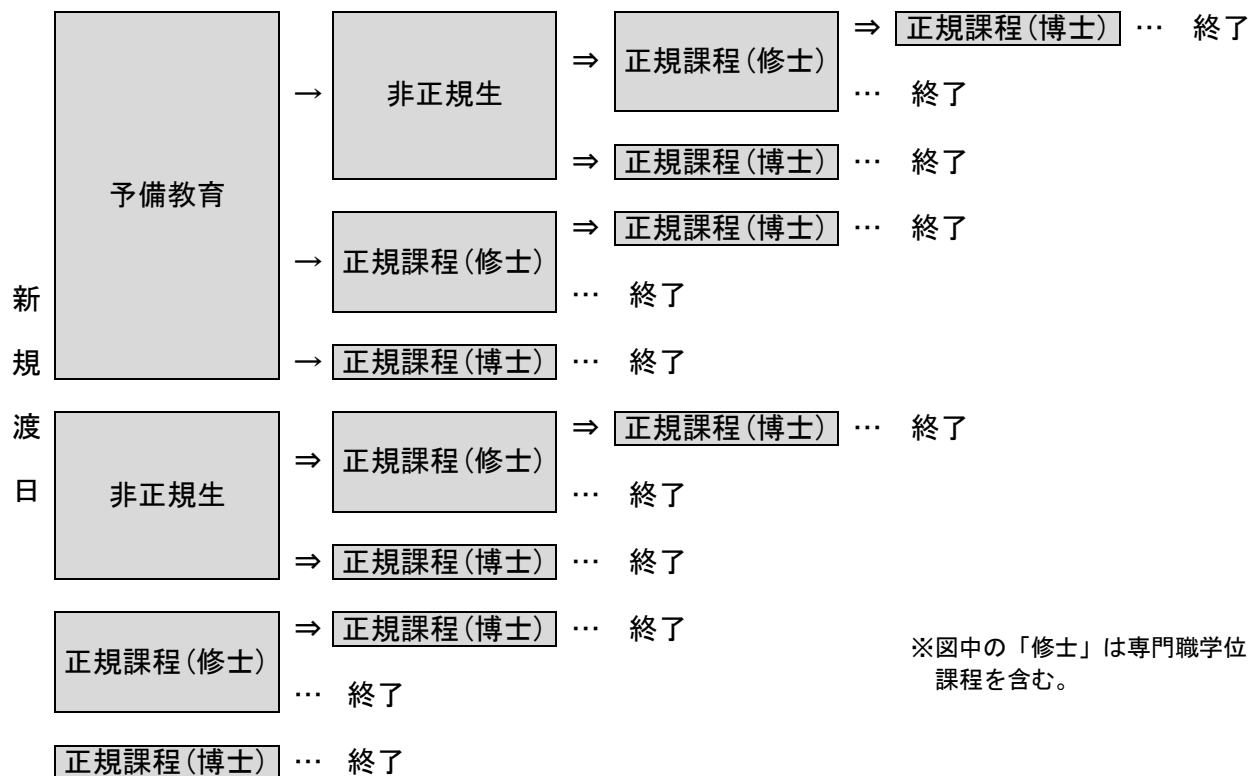 ⇒ 正規課程(博士) … 終了
⇒ 正規課程(修士)
→ 非正規生 … 終了
⇒ 正規課程(博士) … 終了
予備教育
⇒ 正規課程(博士) … 終了
→ 正規課程(修士)
… 終了
→ 正規課程(博士) … 終了
新規渡日
⇒ 正規課程(博士) … 終了
⇒ 正規課程(修士)
非正規生 … 終了
⇒ 正規課程(博士) … 終了
⇒ 正規課程(博士) … 終了
正規課程(修士)
… 終了
正規課程(博士) … 終了
※図中の「修士」は専門職学位
課程を含む。